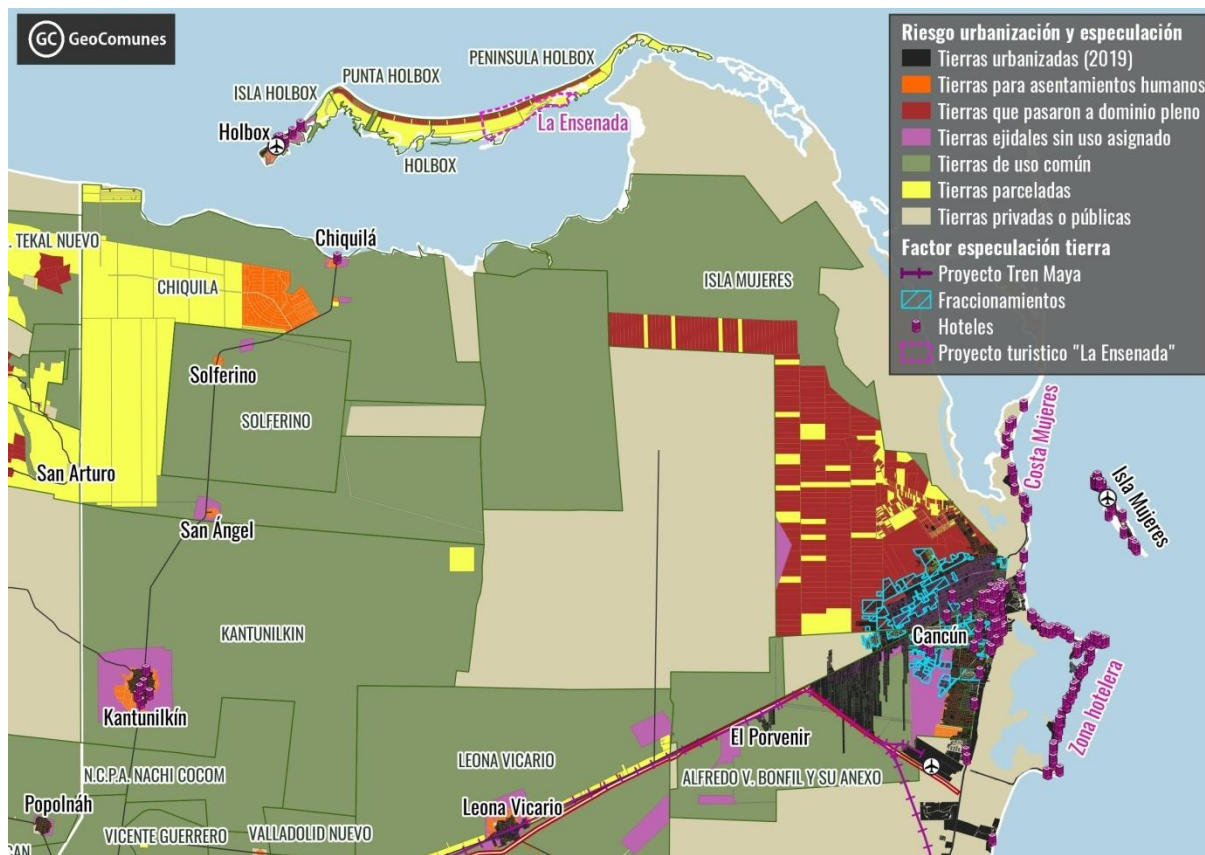 GC GeoComunes
Riesgo urbanización y especulación
Tierras urbanizadas (2019)
Tierras para asentamientos humanos
Tierras que pasaron a dominio pleno
Tierras ejidales sin uso asignado
Tierras de uso común
Tierras parceladas
Tierras privadas o públicas
Factor especulación tierra
Proyecto Tren Maya
Fraccionamientos
Hoteles
Proyecto turistico "La Ensenada"
PENINSULA HOLBOX
PUNTA HOLBOX
ISLA HOLBOX
Holbox
La Ensenada
HOLBOX
Chiquilá
. TEKAL NUEVO
CHIQUILA
ISLA MUJERES
Solferino
SOLFERINO
San Arturo
Costa Mujeres
Isla Mujeres
San Ángel
KANTUNILKIN
Cancún
Kantunilkín
Zona hotelera
El Porvenir
LEONA VICARIO
N.C.P.A. NACHI COCOM
ALFREDO V. BONFIL Y SU ANEXO
Popolnáh
Leona Vicario
VICENTE GUERRERO
VALLADOLID NUEVO
CAN